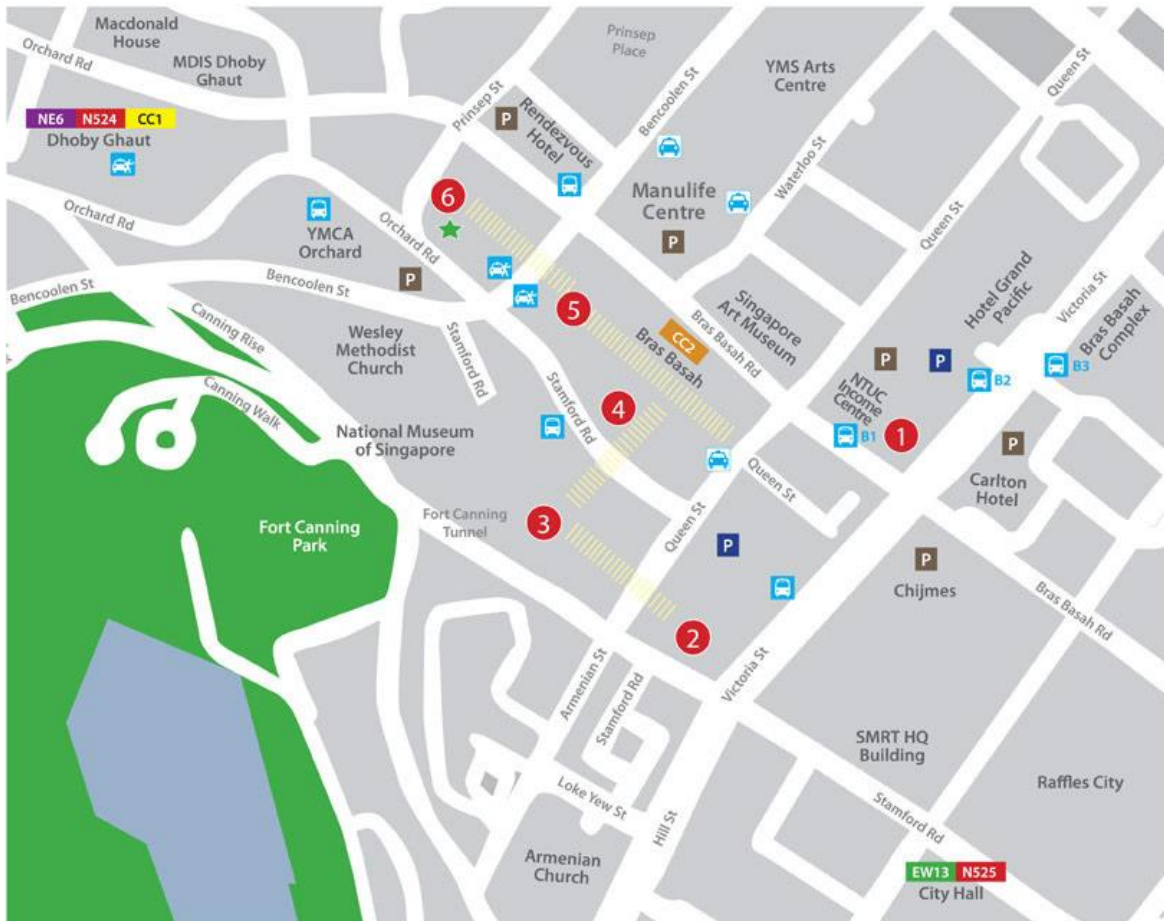 Macdonald
House
Orchard Rd
MDIS Dhoby
Ghaut
NE6 N524 CC1
Dhoby Ghaut
Orchard Rd
Prinsep St
Prinsep
Place
P
Rendezvous
Hotel
Bencoolen St
YMS Arts
Centre
Queen St
Waterloo St
Manulife
Centre
P
6
YMCA
Orchard
Orchard Rd
P
Bencoolen St
Bencoolen St
Canning Rise
Canning Walk
Wesley
Methodist
Church
Stamford Rd
5
CC2
Bras Basah
Bras Basah Rd
Singapore
Art Museum
Queen St
Hotel Grand
Pacific
Victoria St
Bras Basah
Complex
P
P
B2
B3
NTUC
Income
Centre
B1
1
4
Stamford Rd
National Museum
of Singapore
Queen St
P
Carlton
Hotel
Fort Canning
Park
Fort Canning
Tunnel
3
Queen St
P
P
Chijmes
Bras Basah Rd
2
Armenian St
Stamford Rd
Victoria St
SMRT HQ
Building
Raffles City
Loke Yew St
Hill St
Stamford Rd
Armenian
Church
EW13 N525
City Hall